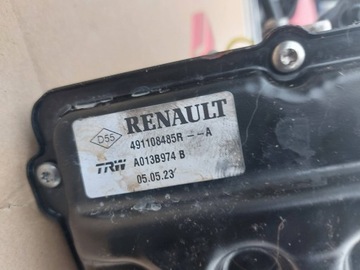 D55 RENAULT
491108485R--A
TRW A013B974 B
05.05.23